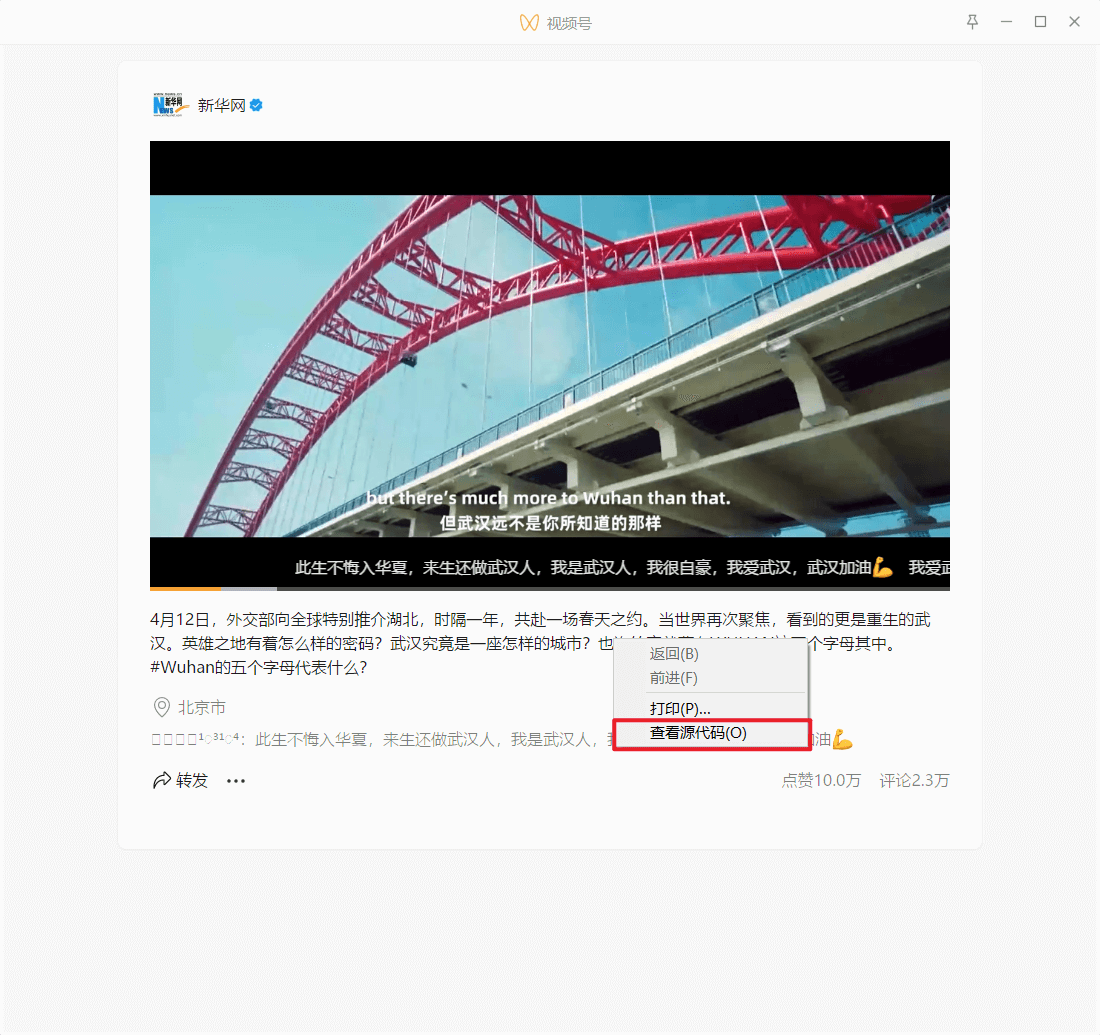 视频号
新华网
but there's much more to Wuhan than that.
但武汉远不是你所知道的那样
此生不悔入华夏，来生还做武汉人，我是武汉人，我很自豪，我爱武汉，武汉加油💪 我爱武
4月12日，外交部向全球特别推介湖北，时隔一年，共赴一场春天之约。当世界再次聚焦，看到的更是重生的武
汉。英雄之地有着怎么样的密码？武汉究竟是一座怎样的城市？也 个字母其中。
#Wuhan的五个字母代表什么？
返回(B)
前进(F)
打印(P)...
查看源代码(O)
北京市
此生不悔入华夏，来生还做武汉人，我是武汉人， 油💪
转发
点赞10.0万 评论2.3万